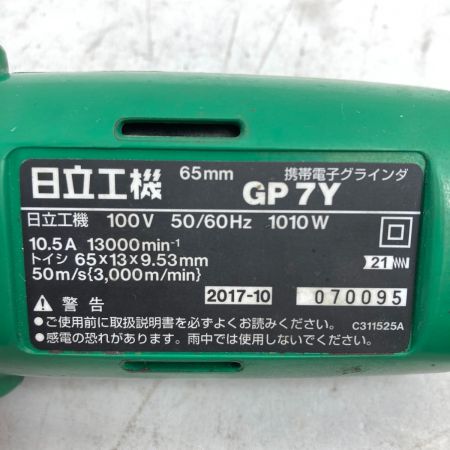 日立工機 65mm 携帯電子グラインダ GP 7Y
日立工機 100V 50/60Hz 1010W
10.5A 13000min⁻¹
トイシ 65×13×9.53mm
50m/s{3,000m/min}
21
2017-10 070095
警告
●ご使用前に取扱説明書を必ずよくお読みください。 C311525A
●感電の恐れがあります。雨中では使用しないでください。